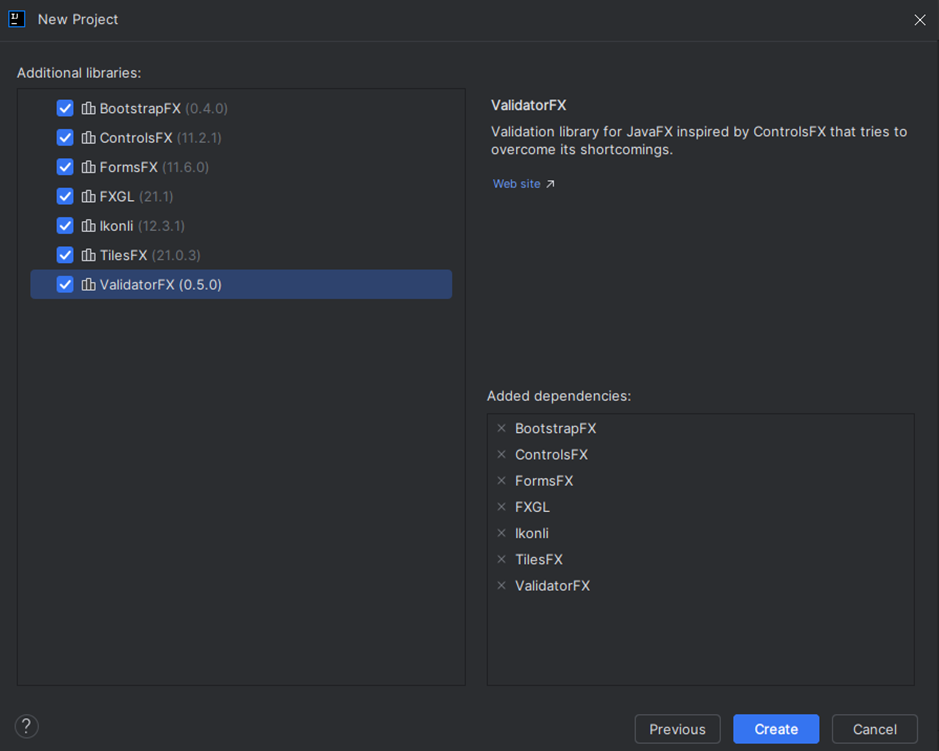 New Project
Additional libraries:
BootstrapFX (0.4.0)
ControlsFX (11.2.1)
FormsFX (11.6.0)
FXGL (21.1)
Ikonli (12.3.1)
TilesFX (21.0.3)
ValidatorFX (0.5.0)
ValidatorFX
Validation library for JavaFX inspired by ControlsFX that tries to
overcome its shortcomings.
Web site ↗
Added dependencies:
BootstrapFX
ControlsFX
FormsFX
FXGL
Ikonli
TilesFX
ValidatorFX
? Previous Create Cancel